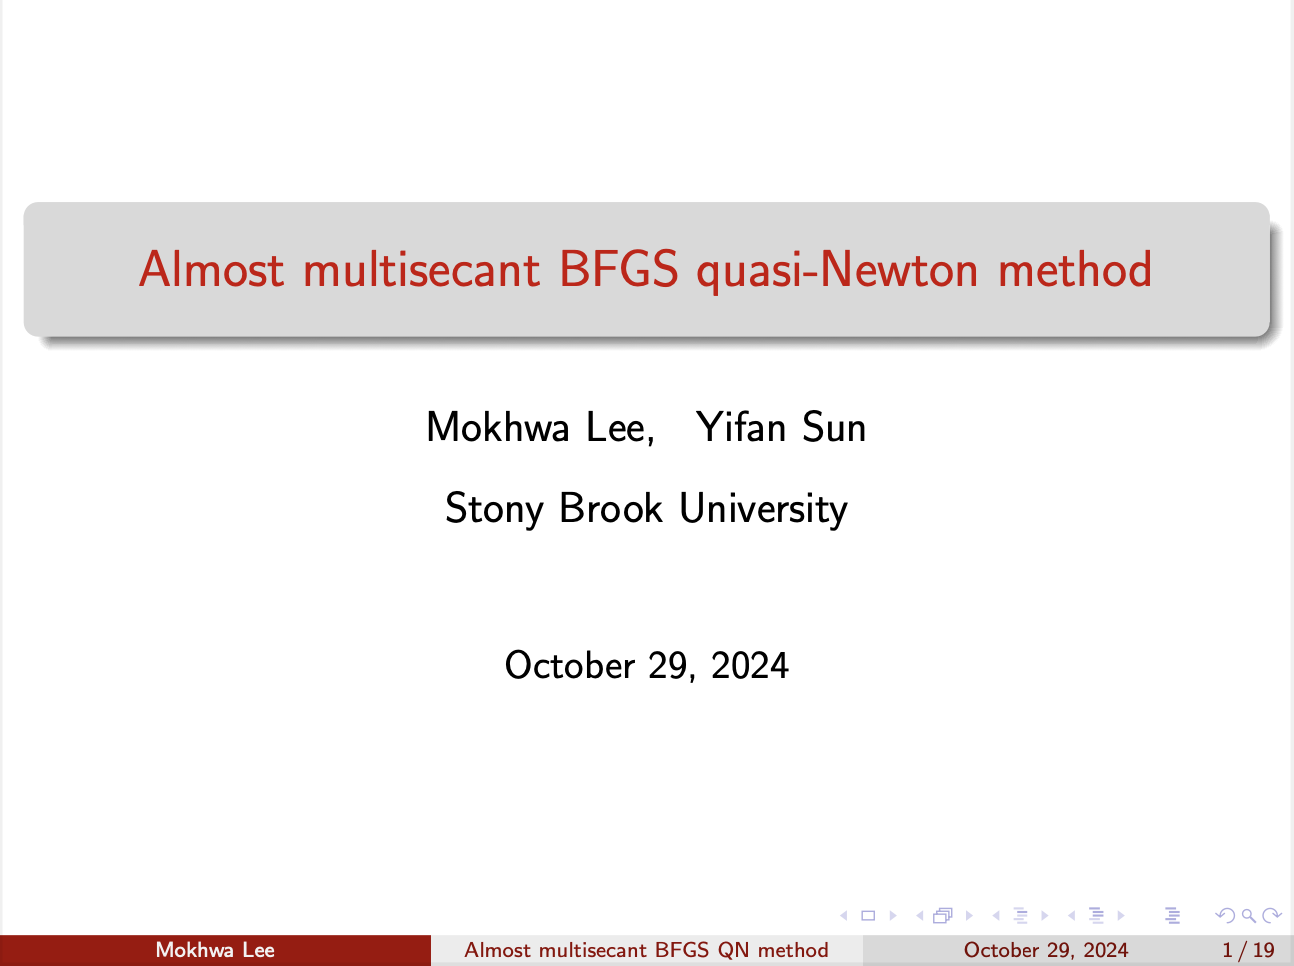 Almost multisecant BFGS quasi-Newton method
Mokhwa Lee, Yifan Sun
Stony Brook University
October 29, 2024
Mokhwa Lee Almost multisecant BFGS QN method October 29, 2024 1 / 19